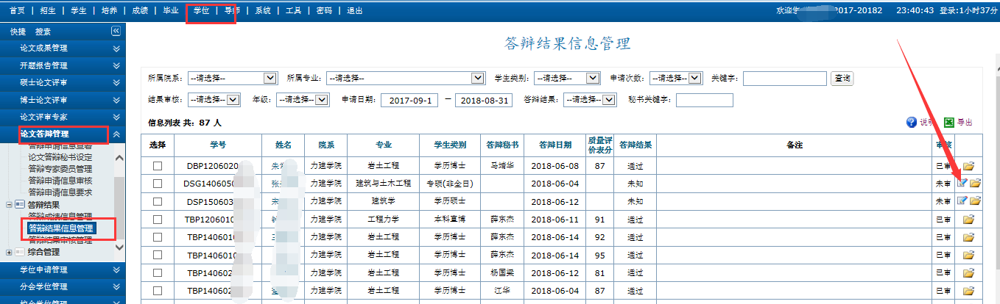 首页 | 招生 | 学生 | 培养 | 成绩 | 毕业 | 学位 | 导师 | 系统 | 工具 | 密码 | 退出
欢迎您 2017-20182 23:40:43 登录:1小时37分
快捷 搜索
论文成果管理
开题报告管理
硕士论文评审
博士论文评审
论文评审专家
论文答辩管理
答辩申请信息查看
论文答辩秘书设定
答辩专家委员管理
答辩申请信息审核
答辩申请信息要求
答辩结果
答辩成绩信息管理
答辩结果信息管理
答辩结果审核管理
综合管理
学位申请管理
分会学位管理
校会学位管理
答辩结果信息管理
所属院系: --请选择-- 所属专业: --请选择-- 学生类别: --请选择-- 申请次数: --请选择-- 关键字: 查询
结果审核: --请选择-- 年级: --请选择-- 申请日期: 2017-09-1 — 2018-08-31 答辩结果: --请选择-- 秘书关键字:
信息列表 共: 87 人
说明 导出
选择 学号 姓名 院系 专业 学生类别 答辩秘书 答辩日期 质量评价表分 答辩结果 备注 审核
DBP1206020 朱 力建学院 岩土工程 学历博士 马靖华 2018-06-08 87 通过 已审
DSG1406050 张 力建学院 建筑与土木工程 专硕(非全日) 未知 未审
DSP150603 朱 力建学院 建筑学 学历硕士 2018-06-12 未知 未审
TBP1206010 力建学院 工程力学 本科直博 薛东杰 2018-06-11 91 通过 已审
TBP1406010 王 力建学院 岩土工程 学历博士 薛东杰 2018-06-14 92 通过 已审
TBP1406010 力建学院 岩土工程 学历博士 薛东杰 2018-06-14 95 通过 已审
TBP140602 力建学院 岩土工程 学历博士 杨国梁 2018-06-12 81 通过 已审
TBP140602 力建学院 岩土工程 学历博士 江华 2018-06-04 87 通过 已审